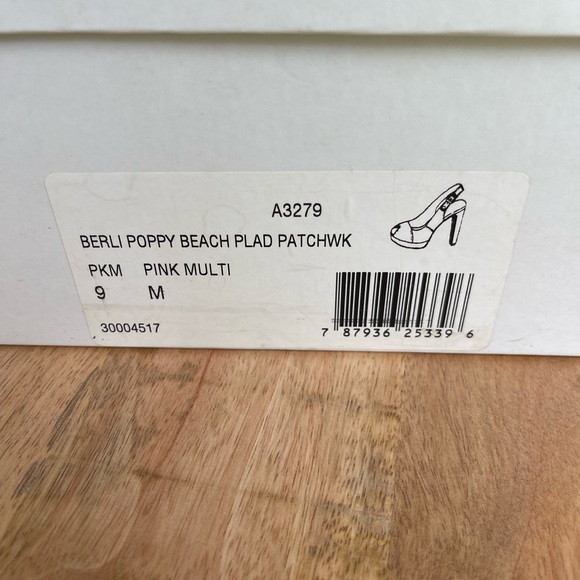 A3279
BERLI POPPY BEACH PLAD PATCHWK
PKM PINK MULTI
9 M
30004517
7 87936 25339 6